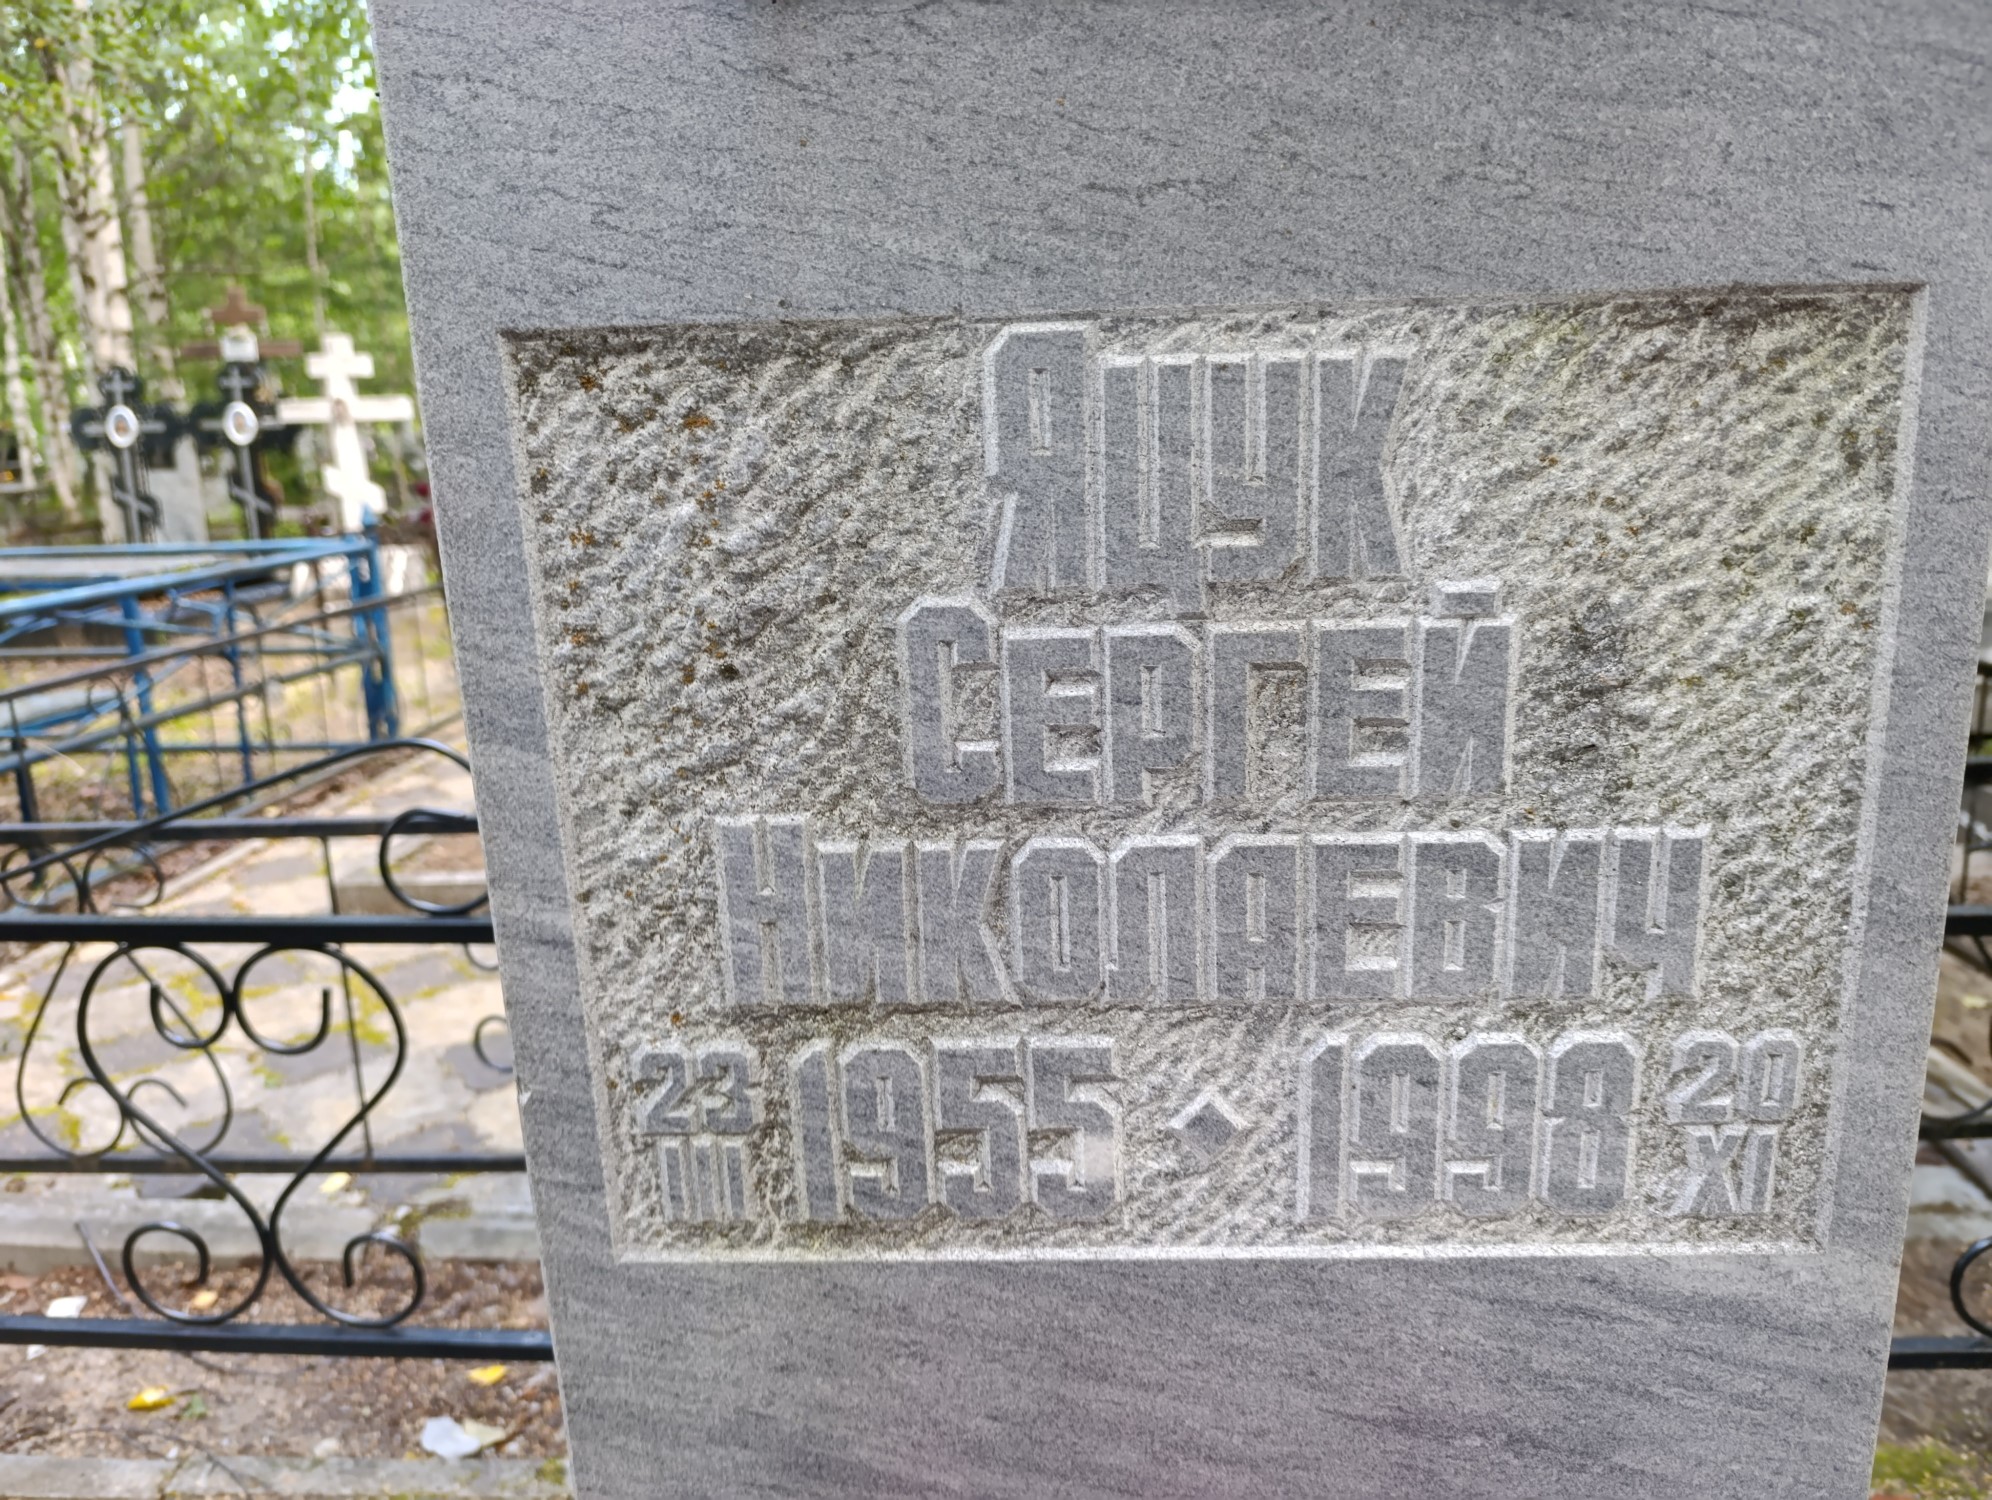 Яцук
Сергей
Николаевич
23 III 1955 ◆ 1998 20 XI